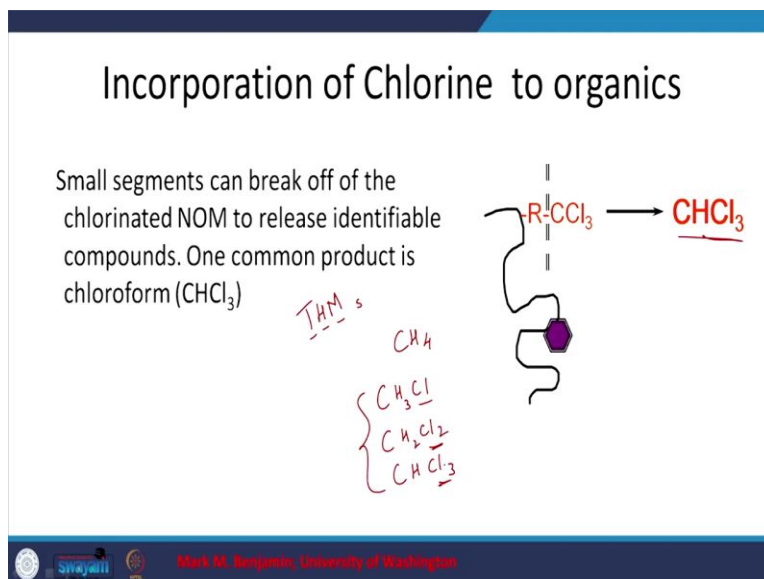 Incorporation of Chlorine to organics
Small segments can break off of the
chlorinated NOM to release identifiable
compounds. One common product is
chloroform (CHCl₃)
-R-CCl₃ CHCl₃
THMs
CH₄
CH₃Cl
CH₂Cl₂
CHCl₃
swayam Mark M. Benjamin, University of Washington